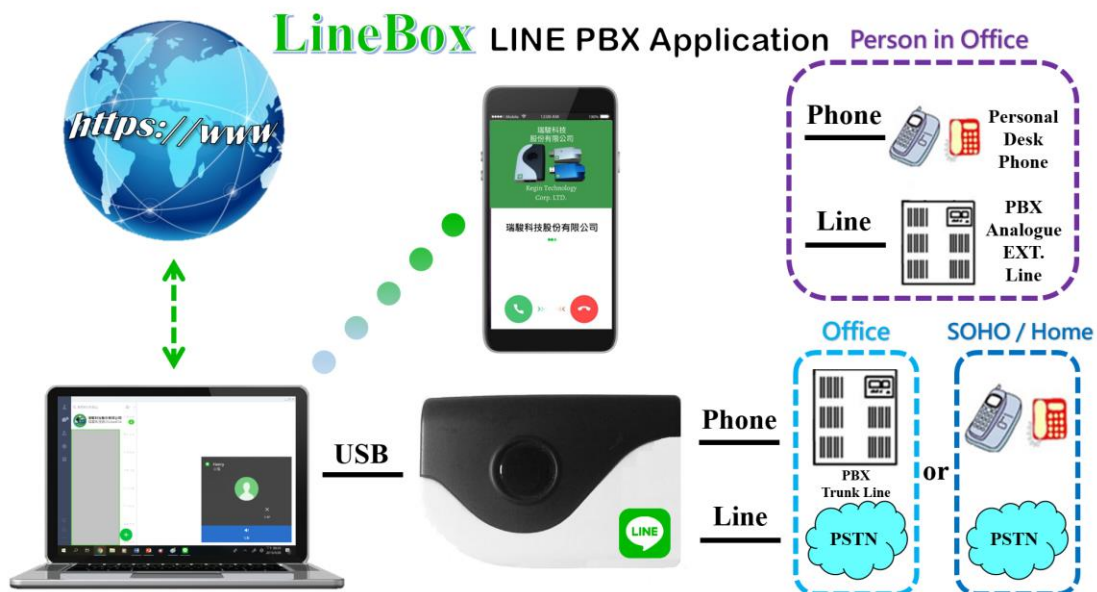 LineBox LINE PBX Application
Person in Office
https://www
瑞駿科技
股份有限公司
Regin Technology
Corp. LTD.
瑞駿科技股份有限公司
Phone
Personal
Desk
Phone
Line
PBX
Analogue
EXT.
Line
USB
Phone
Line
LINE
Office
PBX
Trunk Line
PSTN
or
SOHO / Home
PSTN